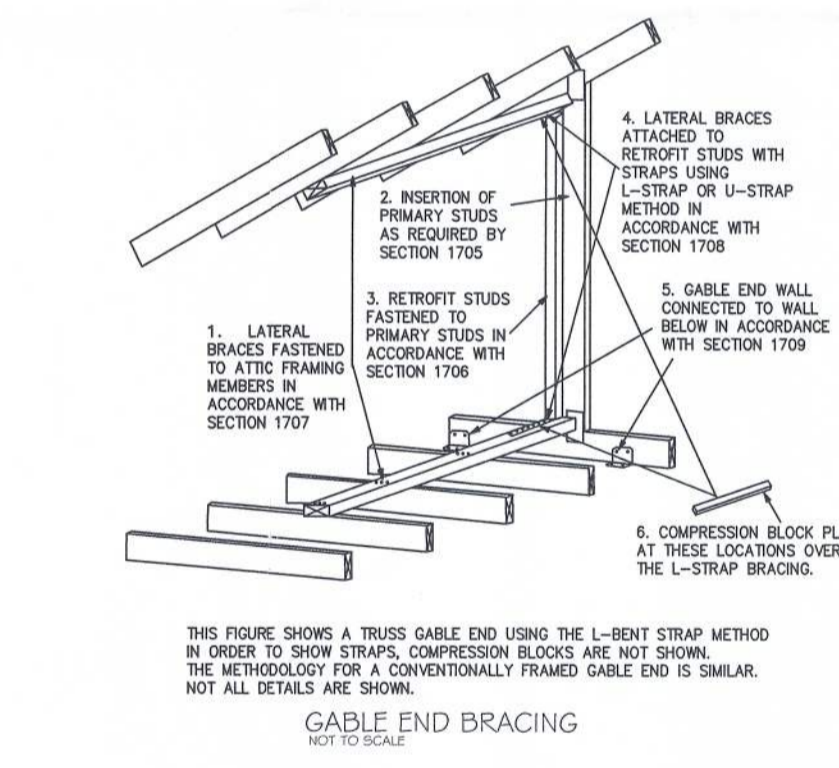 4. LATERAL BRACES
ATTACHED TO
RETROFIT STUDS WITH
STRAPS USING
L-STRAP OR U-STRAP
METHOD IN
ACCORDANCE WITH
SECTION 1708
2. INSERTION OF
PRIMARY STUDS
AS REQUIRED BY
SECTION 1705
5. GABLE END WALL
CONNECTED TO WALL
BELOW IN ACCORDANCE
WITH SECTION 1709
3. RETROFIT STUDS
FASTENED TO
PRIMARY STUDS IN
ACCORDANCE WITH
SECTION 1706
1. LATERAL
BRACES FASTENED
TO ATTIC FRAMING
MEMBERS IN
ACCORDANCE WITH
SECTION 1707
6. COMPRESSION BLOCK PL
AT THESE LOCATIONS OVER
THE L-STRAP BRACING.
THIS FIGURE SHOWS A TRUSS GABLE END USING THE L-BENT STRAP METHOD
IN ORDER TO SHOW STRAPS, COMPRESSION BLOCKS ARE NOT SHOWN.
THE METHODOLOGY FOR A CONVENTIONALLY FRAMED GABLE END IS SIMILAR.
NOT ALL DETAILS ARE SHOWN.
GABLE END BRACING
NOT TO SCALE